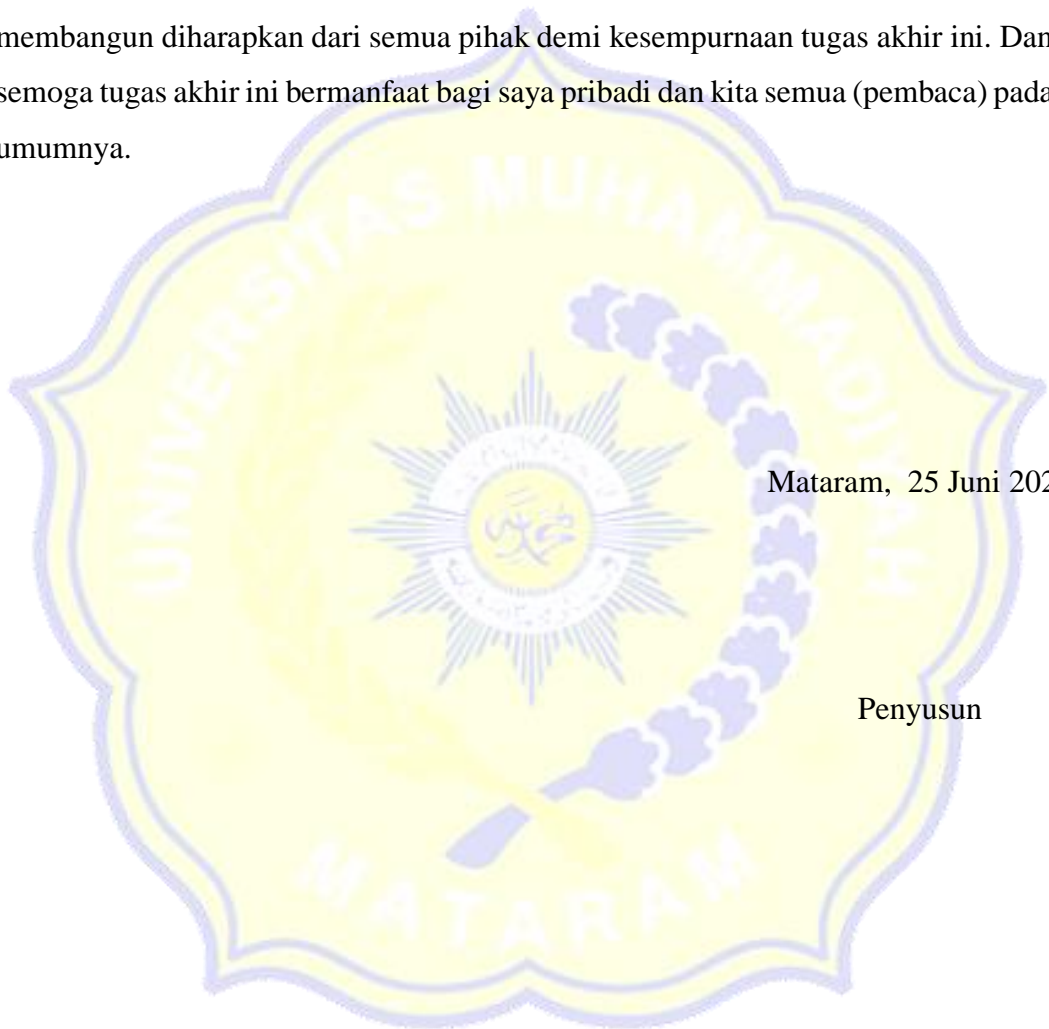 membangun diharapkan dari semua pihak demi kesempurnaan tugas akhir ini. Dan
semoga tugas akhir ini bermanfaat bagi saya pribadi dan kita semua (pembaca) pada
umumnya.
UNIVERSITAS MUHAMMADIYAH
Mataram, 25 Juni 202
Penyusun
MATARAM